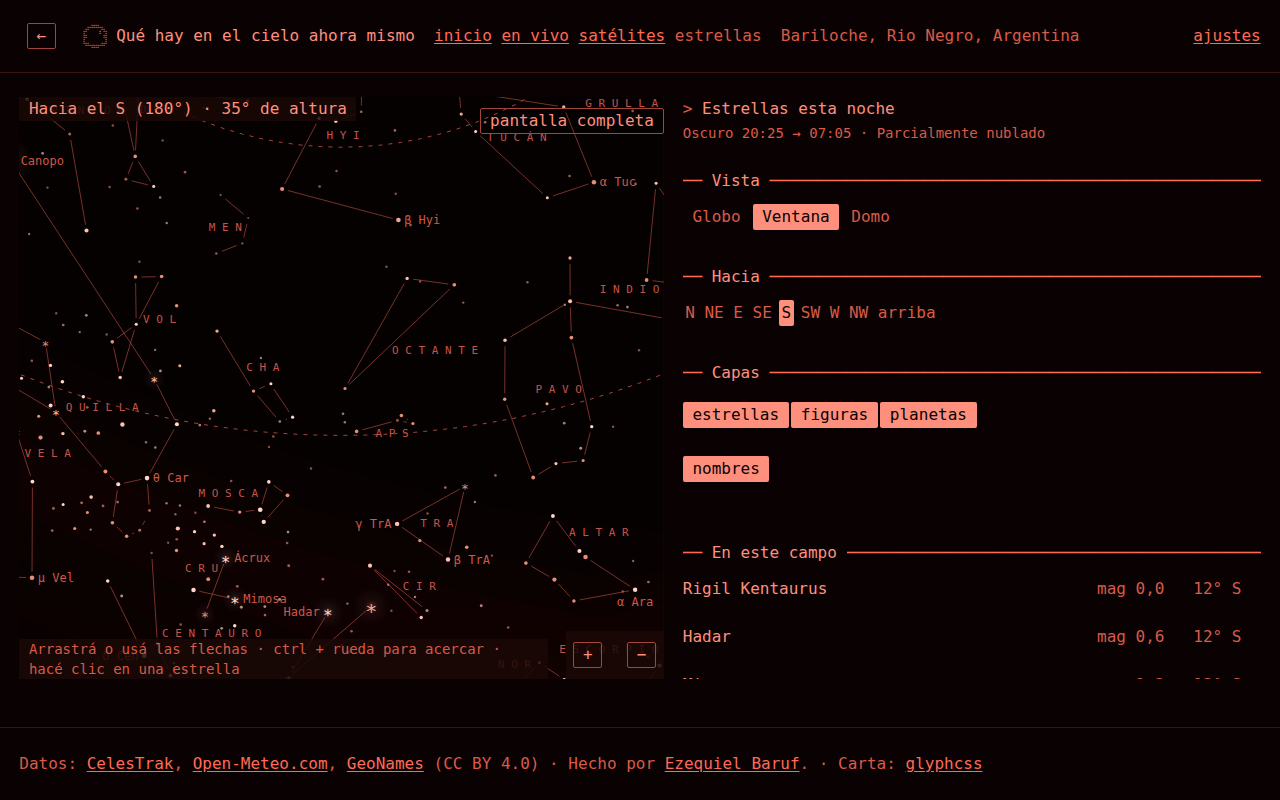 ← Qué hay en el cielo ahora mismo inicio en vivo satélites estrellas Bariloche, Rio Negro, Argentina ajustes
Hacia el S (180°) · 35° de altura
pantalla completa
GRULLA
HYI
TUCÁN
Canopo
α Tuc
β Hyi
MEN
INDIO
VOL
OCTANTE
CHA
PAVO
QUILLA
APS
VELA
θ Car
MOSCA
γ TrA
TRA
ALTAR
β TrA
Acrux
CRU
μ Vel
CIR
Mimosa
Hadar
α Ara
CENTAURO
NOR
Arrastrá o usá las flechas · ctrl + rueda para acercar ·
hacé clic en una estrella
+ −
> Estrellas esta noche
Oscuro 20:25 → 07:05 · Parcialmente nublado
Vista
Globo Ventana Domo
Hacia
N NE E SE S SW W NW arriba
Capas
estrellas figuras planetas
nombres
En este campo
Rigil Kentaurus mag 0,0 12° S
Hadar mag 0,6 12° S
Datos: CelesTrak, Open-Meteo.com, GeoNames (CC BY 4.0) · Hecho por Ezequiel Baruf. · Carta: glyphcss